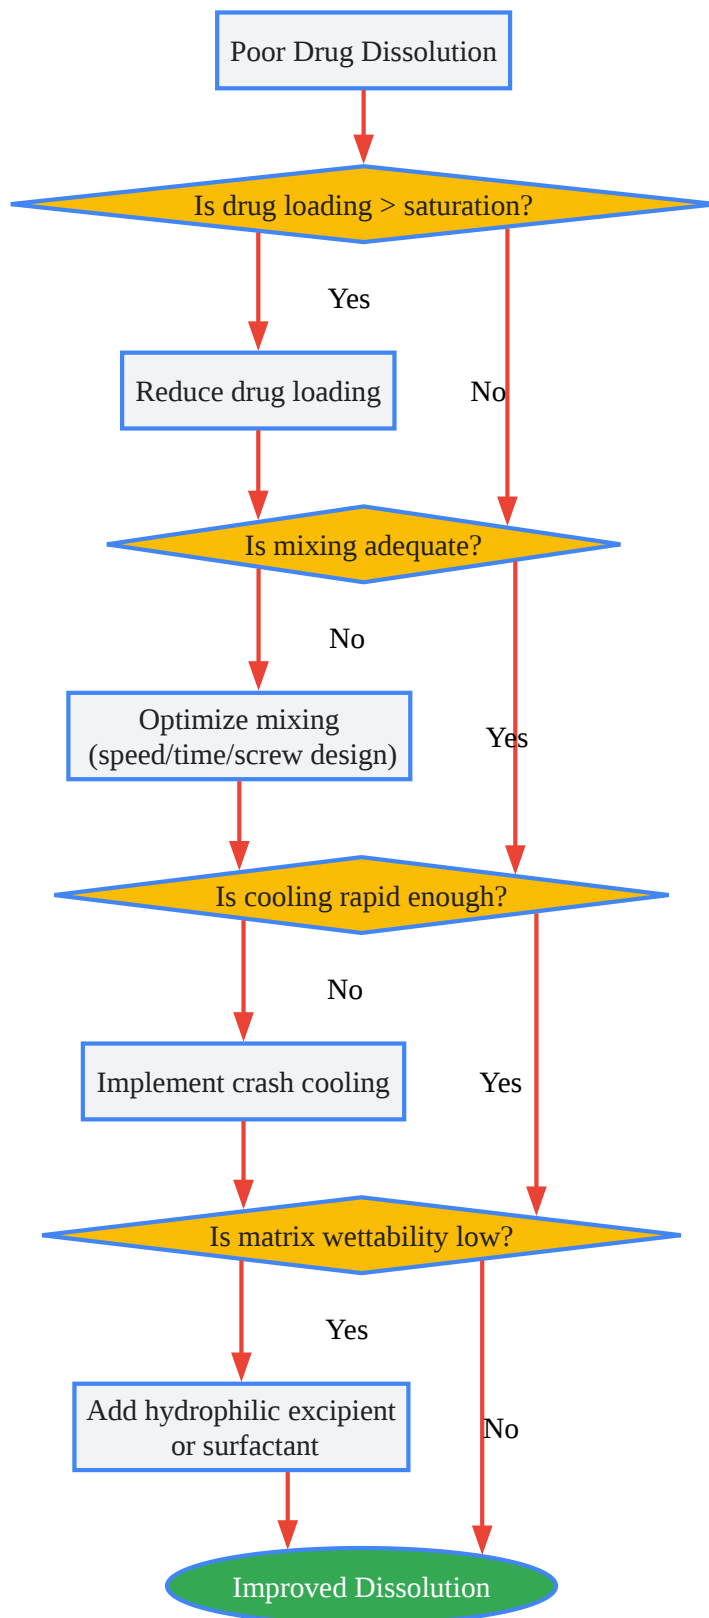 Poor Drug Dissolution
Is drug loading > saturation?
Yes
Reduce drug loading
No
Is mixing adequate?
No
Optimize mixing
(speed/time/screw design)
Yes
Is cooling rapid enough?
No
Implement crash cooling
Yes
Is matrix wettability low?
Yes
Add hydrophilic excipient
or surfactant
No
Improved Dissolution